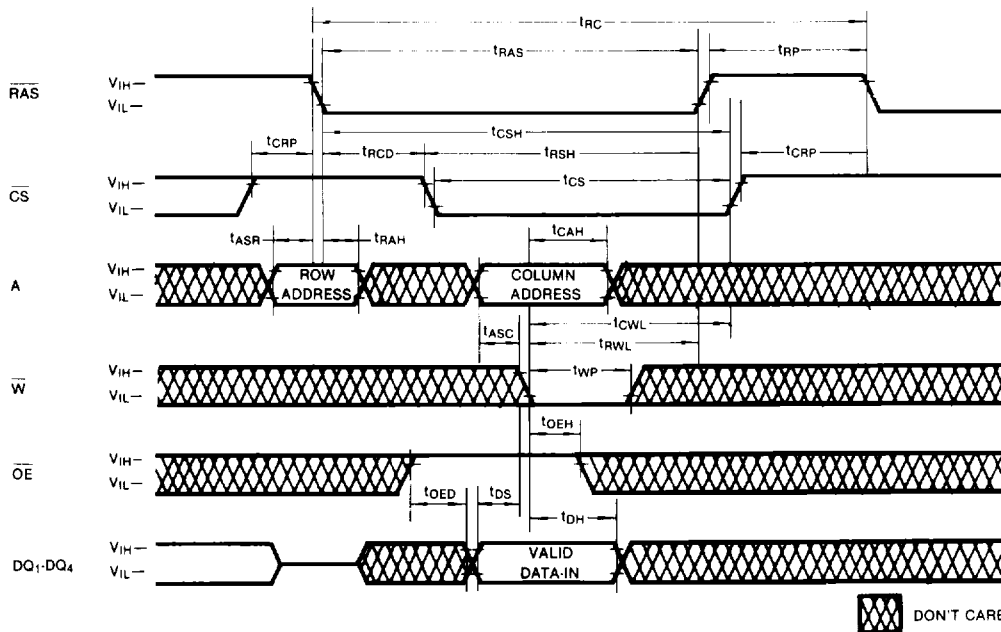 tRC
tRAS
tRP
RAS
VIH
VIL
tCSH
tCRP
tRCD
tRSH
tCRP
CS
VIH
VIL
tCS
tASR
tRAH
tCAH
A
VIH
VIL
ROW
ADDRESS
COLUMN
ADDRESS
tASC
tCWL
tRWL
W
VIH
VIL
tWP
tOEH
OE
VIH
VIL
tOED
tDS
tDH
DQ1-DQ4
VIH
VIL
VALID
DATA-IN
DON'T CARE